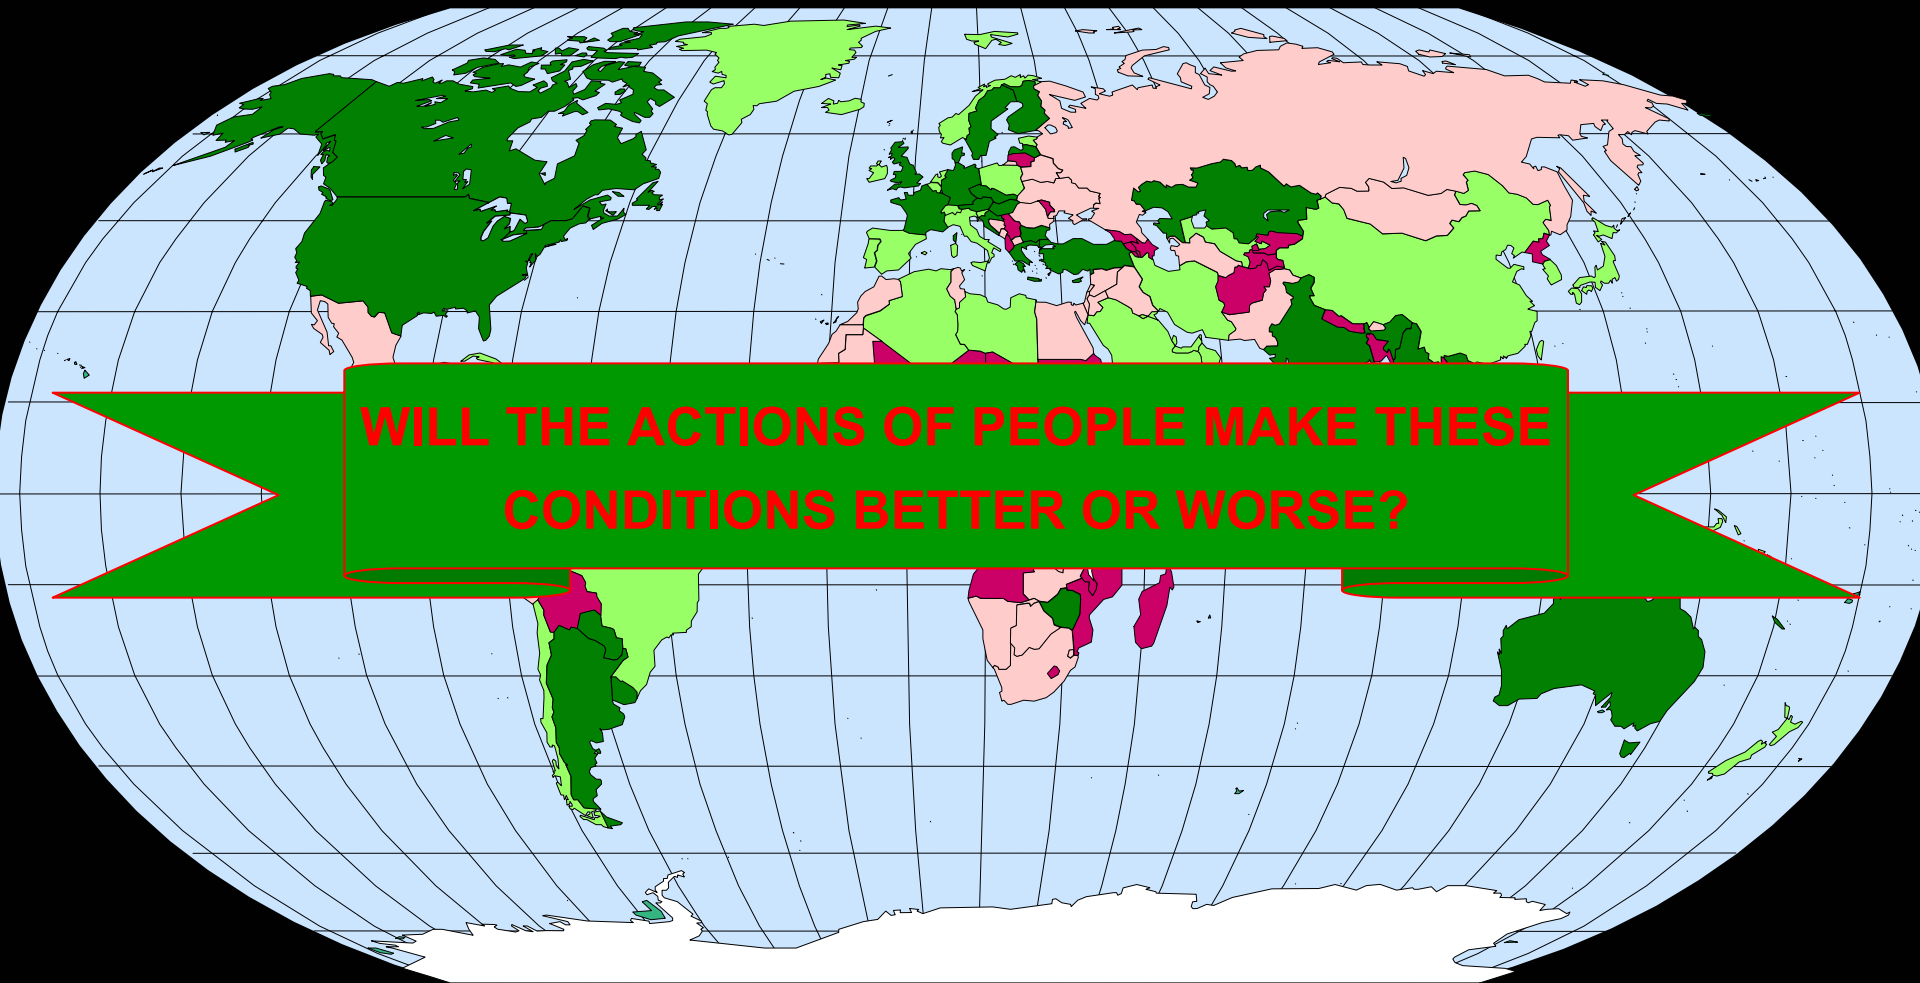 WILL THE ACTIONS OF PEOPLE MAKE THESE
CONDITIONS BETTER OR WORSE?